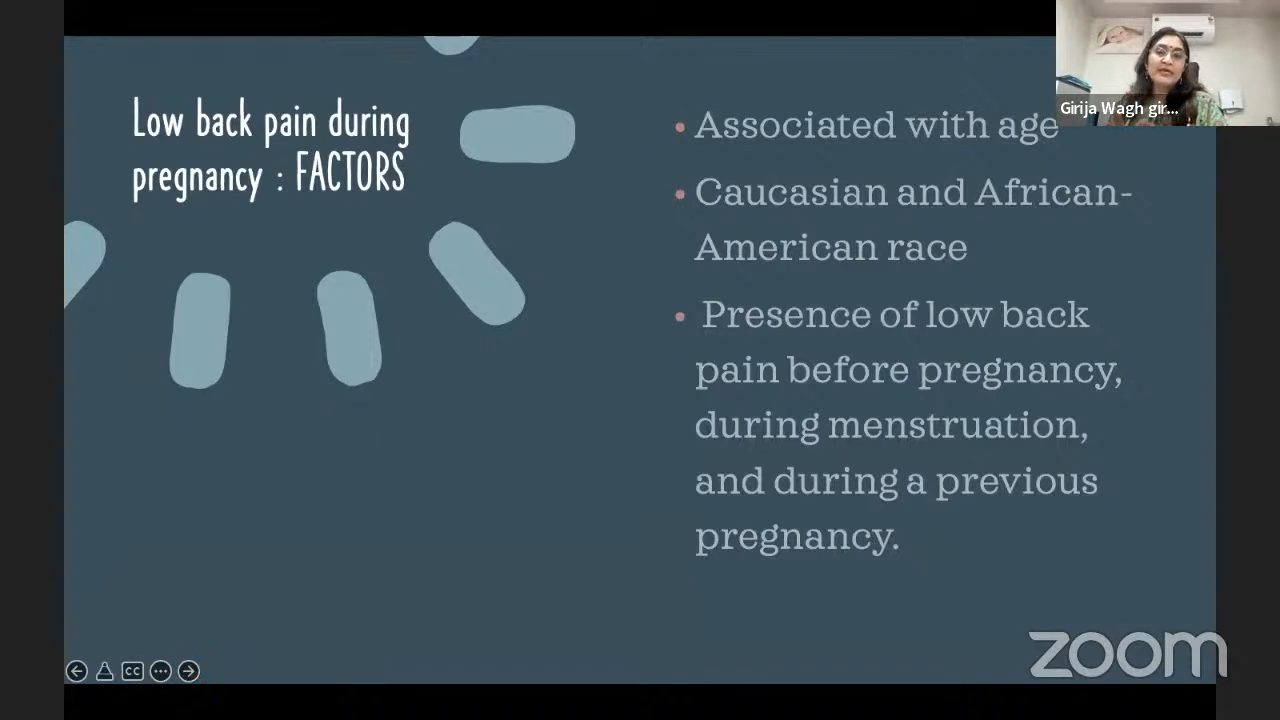 Low back pain during
pregnancy : FACTORS
• Associated with age
• Caucasian and African-
American race
• Presence of low back
pain before pregnancy,
during menstruation,
and during a previous
pregnancy.
Girija Wagh gir...
CC
zoom